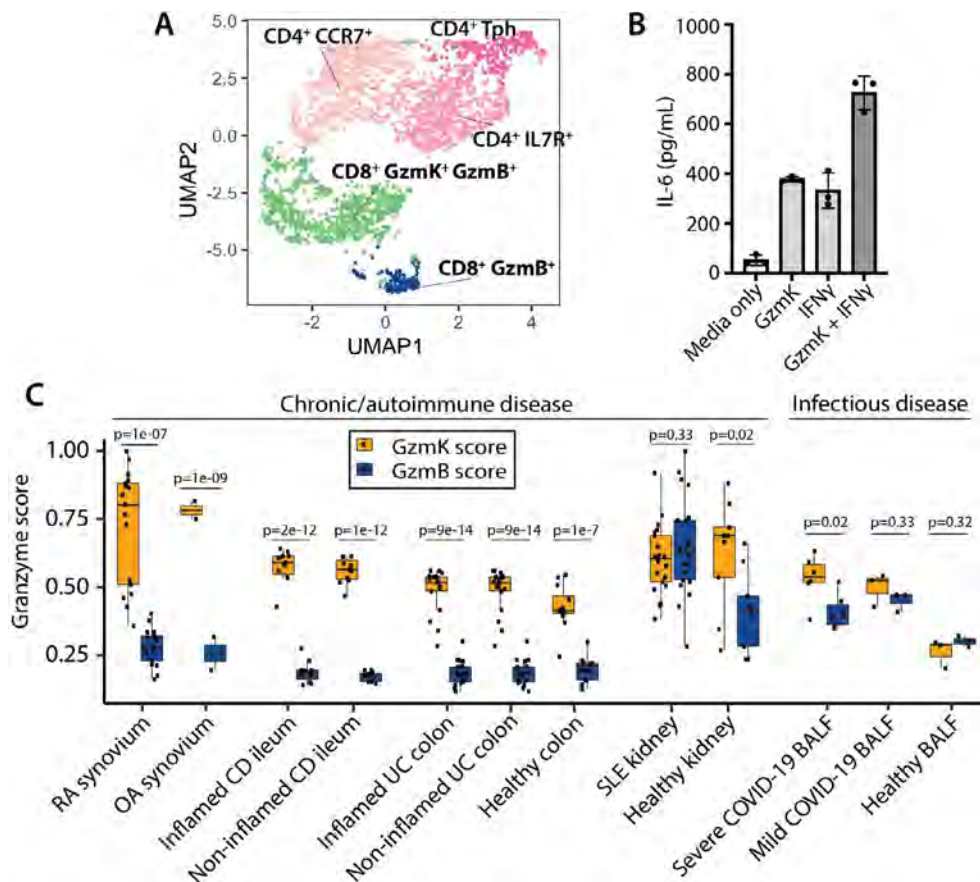 A
CD4⁺ CCR7⁺
CD4⁺ Tph
CD4⁺ IL7R⁺
CD8⁺ GzmK⁺ GzmB⁺
CD8⁺ GzmB⁺
UMAP2
5.0
2.5
0.0
-2.5
-5.0
-2
0
2
4
UMAP1
B
IL-6 (pg/mL)
1000
800
600
400
200
0
Media only
GzmK
IFNγ
GzmK + IFNγ
C
Chronic/autoimmune disease
Infectious disease
GzmK score
GzmB score
p=1e-07
p=1e-09
p=2e-12
p=1e-12
p=9e-14
p=9e-14
p=1e-7
p=0.33
p=0.02
p=0.02
p=0.33
p=0.32
Granzyme score
1.00
0.75
0.50
0.25
RA synovium
OA synovium
Inflamed CD ileum
Non-inflamed CD ileum
Inflamed UC colon
Non-inflamed UC colon
Healthy colon
SLE kidney
Healthy kidney
Severe COVID-19 BALF
Mild COVID-19 BALF
Healthy BALF